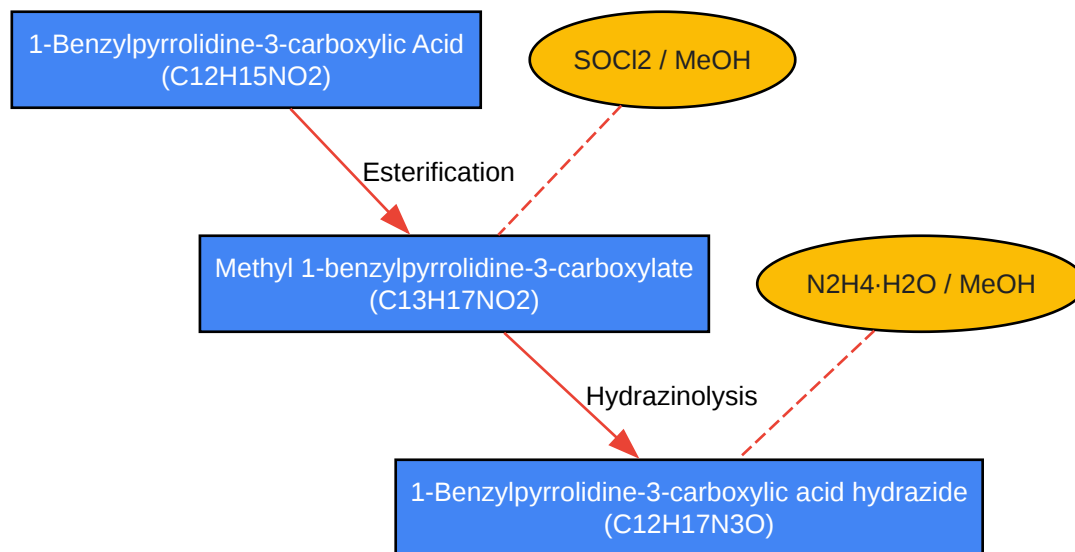 1-Benzylpyrrolidine-3-carboxylic Acid
(C12H15NO2)
SOCl2 / MeOH
Esterification
Methyl 1-benzylpyrrolidine-3-carboxylate
(C13H17NO2)
N2H4·H2O / MeOH
Hydrazinolysis
1-Benzylpyrrolidine-3-carboxylic acid hydrazide
(C12H17N3O)